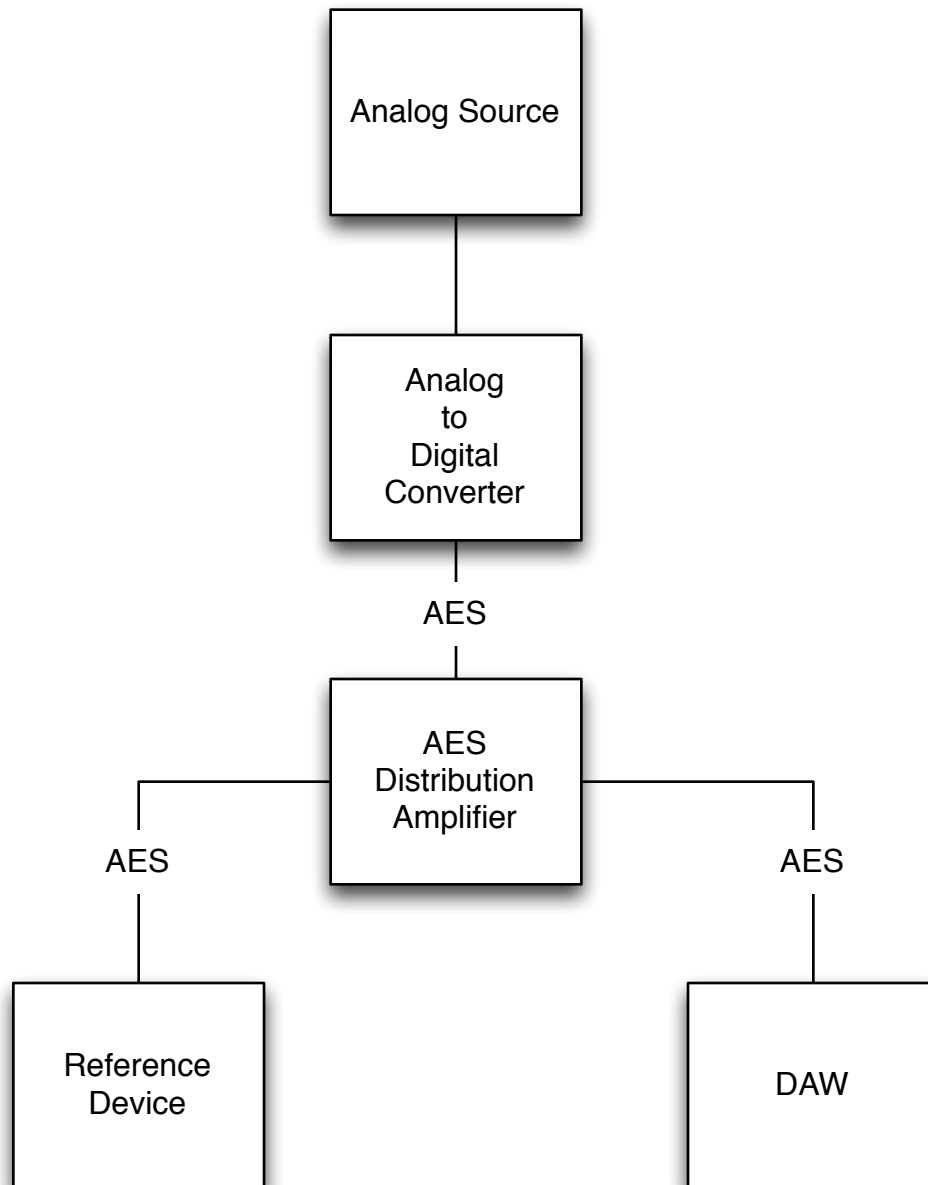 Analog Source
Analog
to
Digital
Converter
AES
AES
Distribution
Amplifier
AES
AES
Reference
Device
DAW